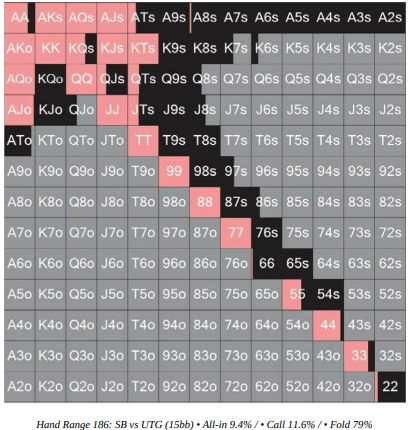 AA AKs AQs AJs ATs A9s A8s A7s A6s A5s A4s A3s A2s
AKo KK KQs KJs KTs K9s K8s K7s K6s K5s K4s K3s K2s
AQo KQo QQ QJs QTs Q9s Q8s Q7s Q6s Q5s Q4s Q3s Q2s
AJo KJo QJo JJ JTs J9s J8s J7s J6s J5s J4s J3s J2s
ATo KTo QTo JTo TT T9s T8s T7s T6s T5s T4s T3s T2s
A9o K9o Q9o J9o T9o 99 98s 97s 96s 95s 94s 93s 92s
A8o K8o Q8o J8o T8o 98o 88 87s 86s 85s 84s 83s 82s
A7o K7o Q7o J7o T7o 97o 87o 77 76s 75s 74s 73s 72s
A6o K6o Q6o J6o T6o 96o 86o 76o 66 65s 64s 63s 62s
A5o K5o Q5o J5o T5o 95o 85o 75o 65o 55 54s 53s 52s
A4o K4o Q4o J4o T4o 94o 84o 74o 64o 54o 44 43s 42s
A3o K3o Q3o J3o T3o 93o 83o 73o 63o 53o 43o 33 32s
A2o K2o Q2o J2o T2o 92o 82o 72o 62o 52o 42o 32o 22
Hand Range 186: SB vs UTG (15bb) • All-in 9.4% / • Call 11.6% / • Fold 79%